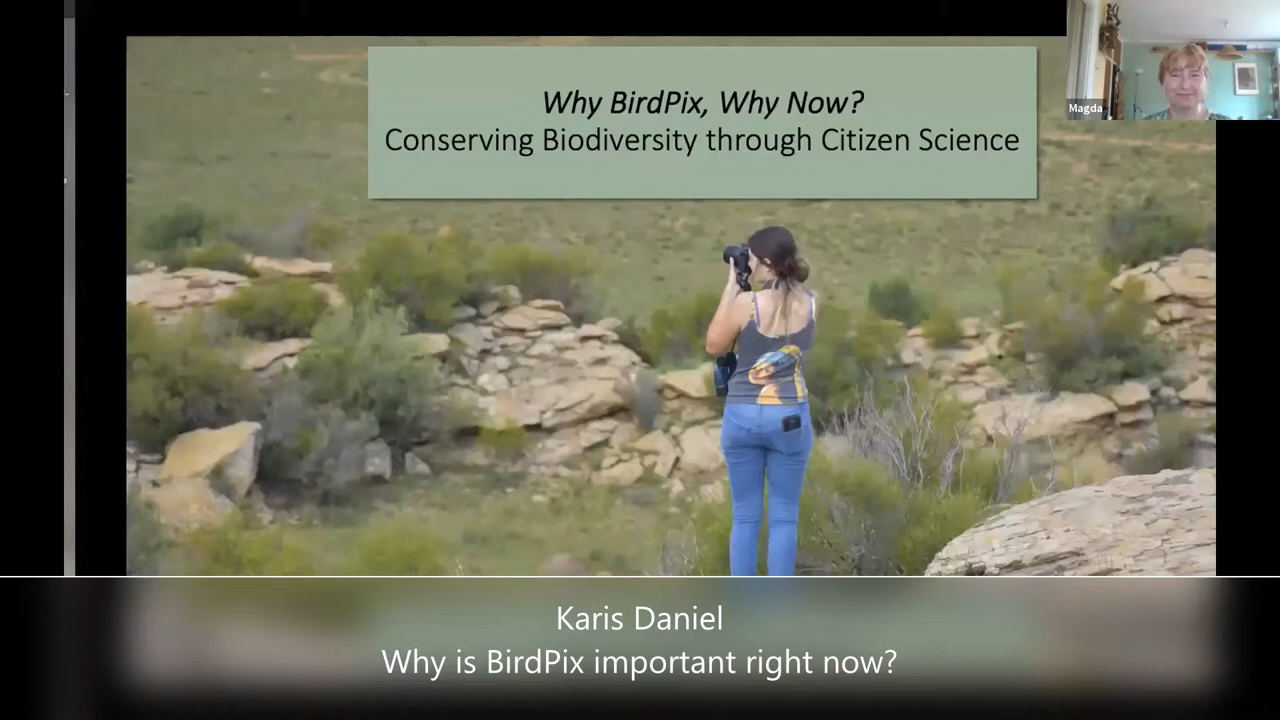 Why BirdPix, Why Now?
Conserving Biodiversity through Citizen Science
Magda
Karis Daniel
Why is BirdPix important right now?